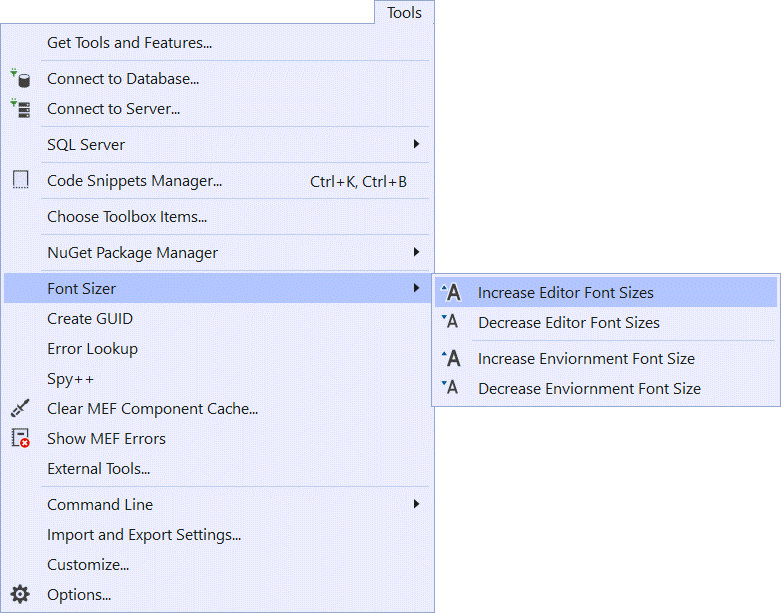 Tools
Get Tools and Features...
Connect to Database...
Connect to Server...
SQL Server
Code Snippets Manager... Ctrl+K, Ctrl+B
Choose Toolbox Items...
NuGet Package Manager
Font Sizer
Create GUID
Error Lookup
Spy++
Clear MEF Component Cache...
Show MEF Errors
External Tools...
Command Line
Import and Export Settings...
Customize...
Options...
Increase Editor Font Sizes
Decrease Editor Font Sizes
Increase Enviornment Font Size
Decrease Enviornment Font Size